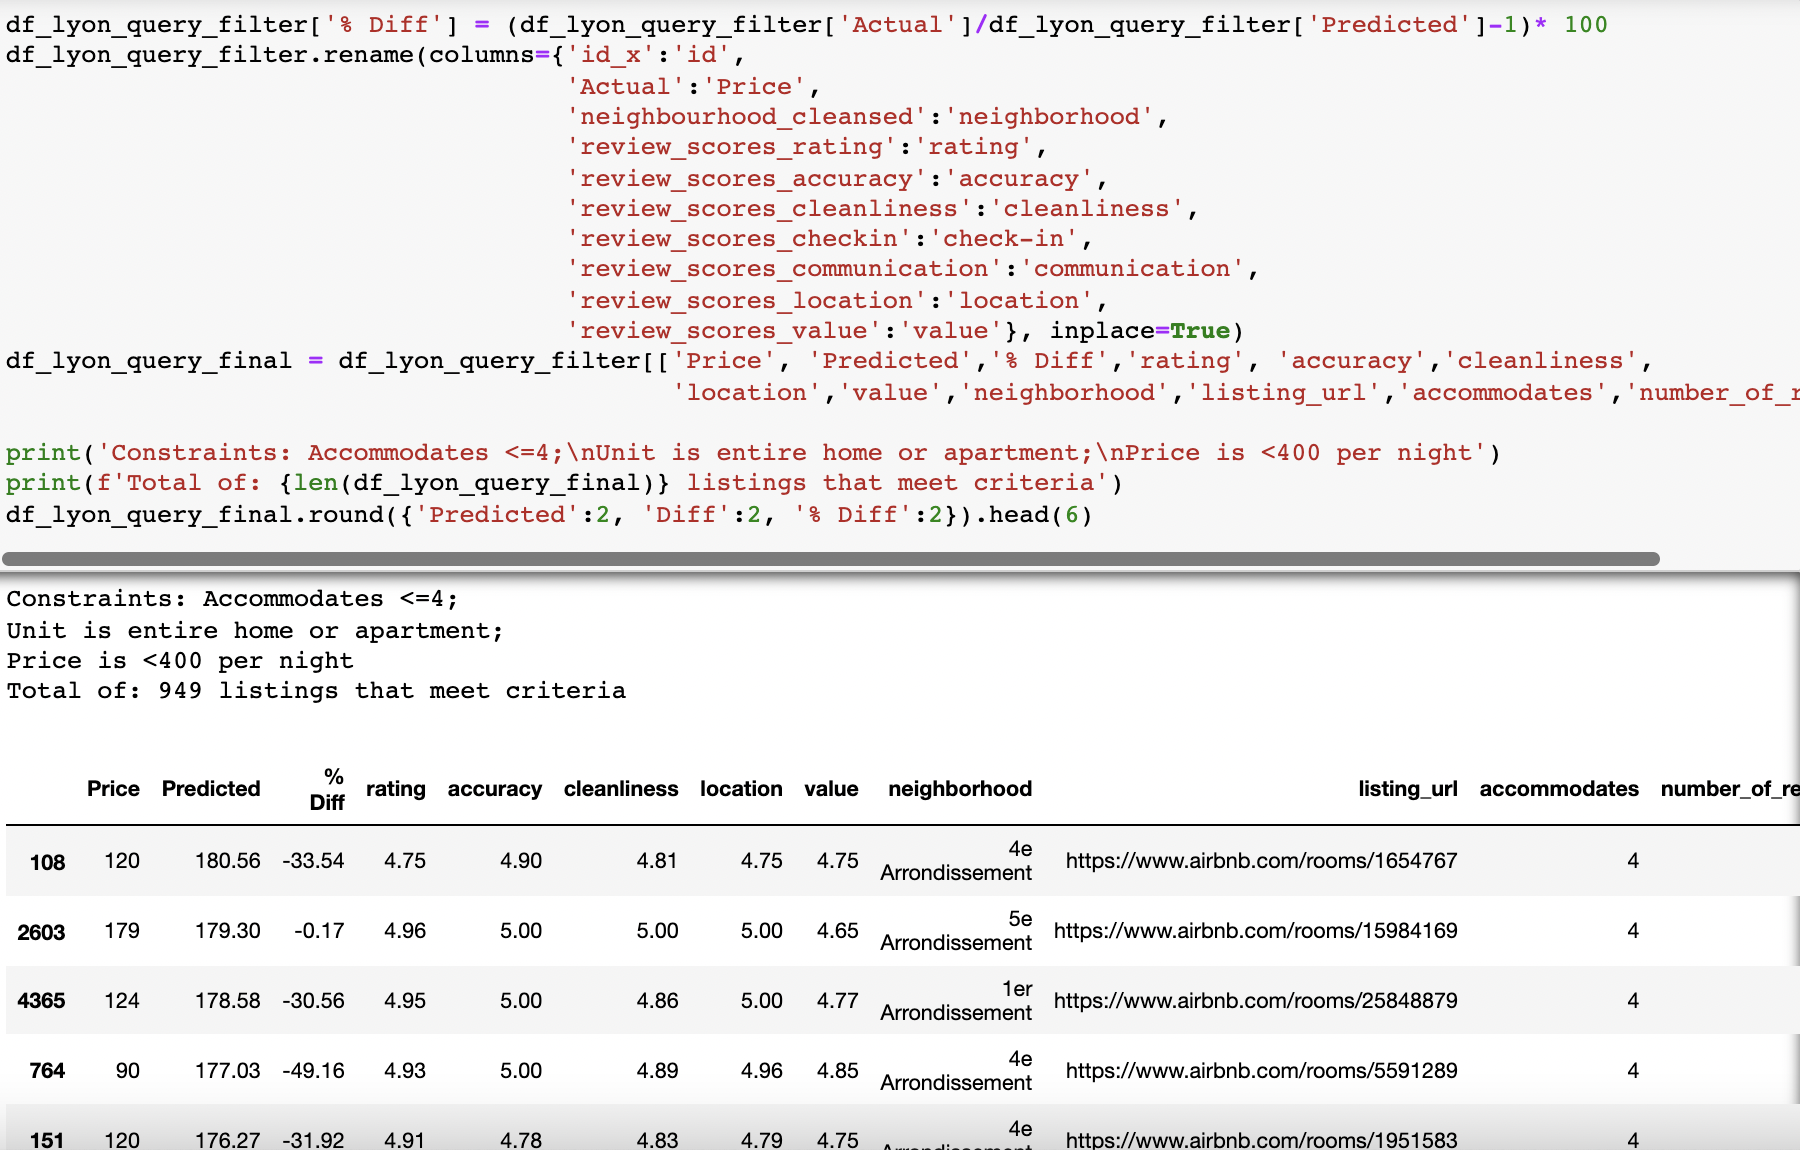 df_lyon_query_filter['% Diff'] = (df_lyon_query_filter['Actual']/df_lyon_query_filter['Predicted']-1)* 100
df_lyon_query_filter.rename(columns={'id_x':'id',
'Actual':'Price',
'neighbourhood_cleansed':'neighborhood',
'review_scores_rating':'rating',
'review_scores_accuracy':'accuracy',
'review_scores_cleanliness':'cleanliness',
'review_scores_checkin':'check-in',
'review_scores_communication':'communication',
'review_scores_location':'location',
'review_scores_value':'value'}, inplace=True)
df_lyon_query_final = df_lyon_query_filter[['Price', 'Predicted','% Diff','rating', 'accuracy','cleanliness',
'location','value','neighborhood','listing_url','accommodates','number_of_r
print('Constraints: Accommodates <=4;\nUnit is entire home or apartment;\nPrice is <400 per night')
print(f'Total of: {len(df_lyon_query_final)} listings that meet criteria')
df_lyon_query_final.round({'Predicted':2, 'Diff':2, '% Diff':2}).head(6)
Constraints: Accommodates <=4;
Unit is entire home or apartment;
Price is <400 per night
Total of: 949 listings that meet criteria
Price Predicted % Diff rating accuracy cleanliness location value neighborhood listing_url accommodates number_of_re
108 120 180.56 -33.54 4.75 4.90 4.81 4.75 4.75 4e Arrondissement https://www.airbnb.com/rooms/1654767 4
2603 179 179.30 -0.17 4.96 5.00 5.00 5.00 4.65 5e Arrondissement https://www.airbnb.com/rooms/15984169 4
4365 124 178.58 -30.56 4.95 5.00 4.86 5.00 4.77 1er Arrondissement https://www.airbnb.com/rooms/25848879 4
764 90 177.03 -49.16 4.93 5.00 4.89 4.96 4.85 4e Arrondissement https://www.airbnb.com/rooms/5591289 4
151 120 176.27 -31.92 4.91 4.78 4.83 4.79 4.75 4e https://www.airbnb.com/rooms/1951583 4